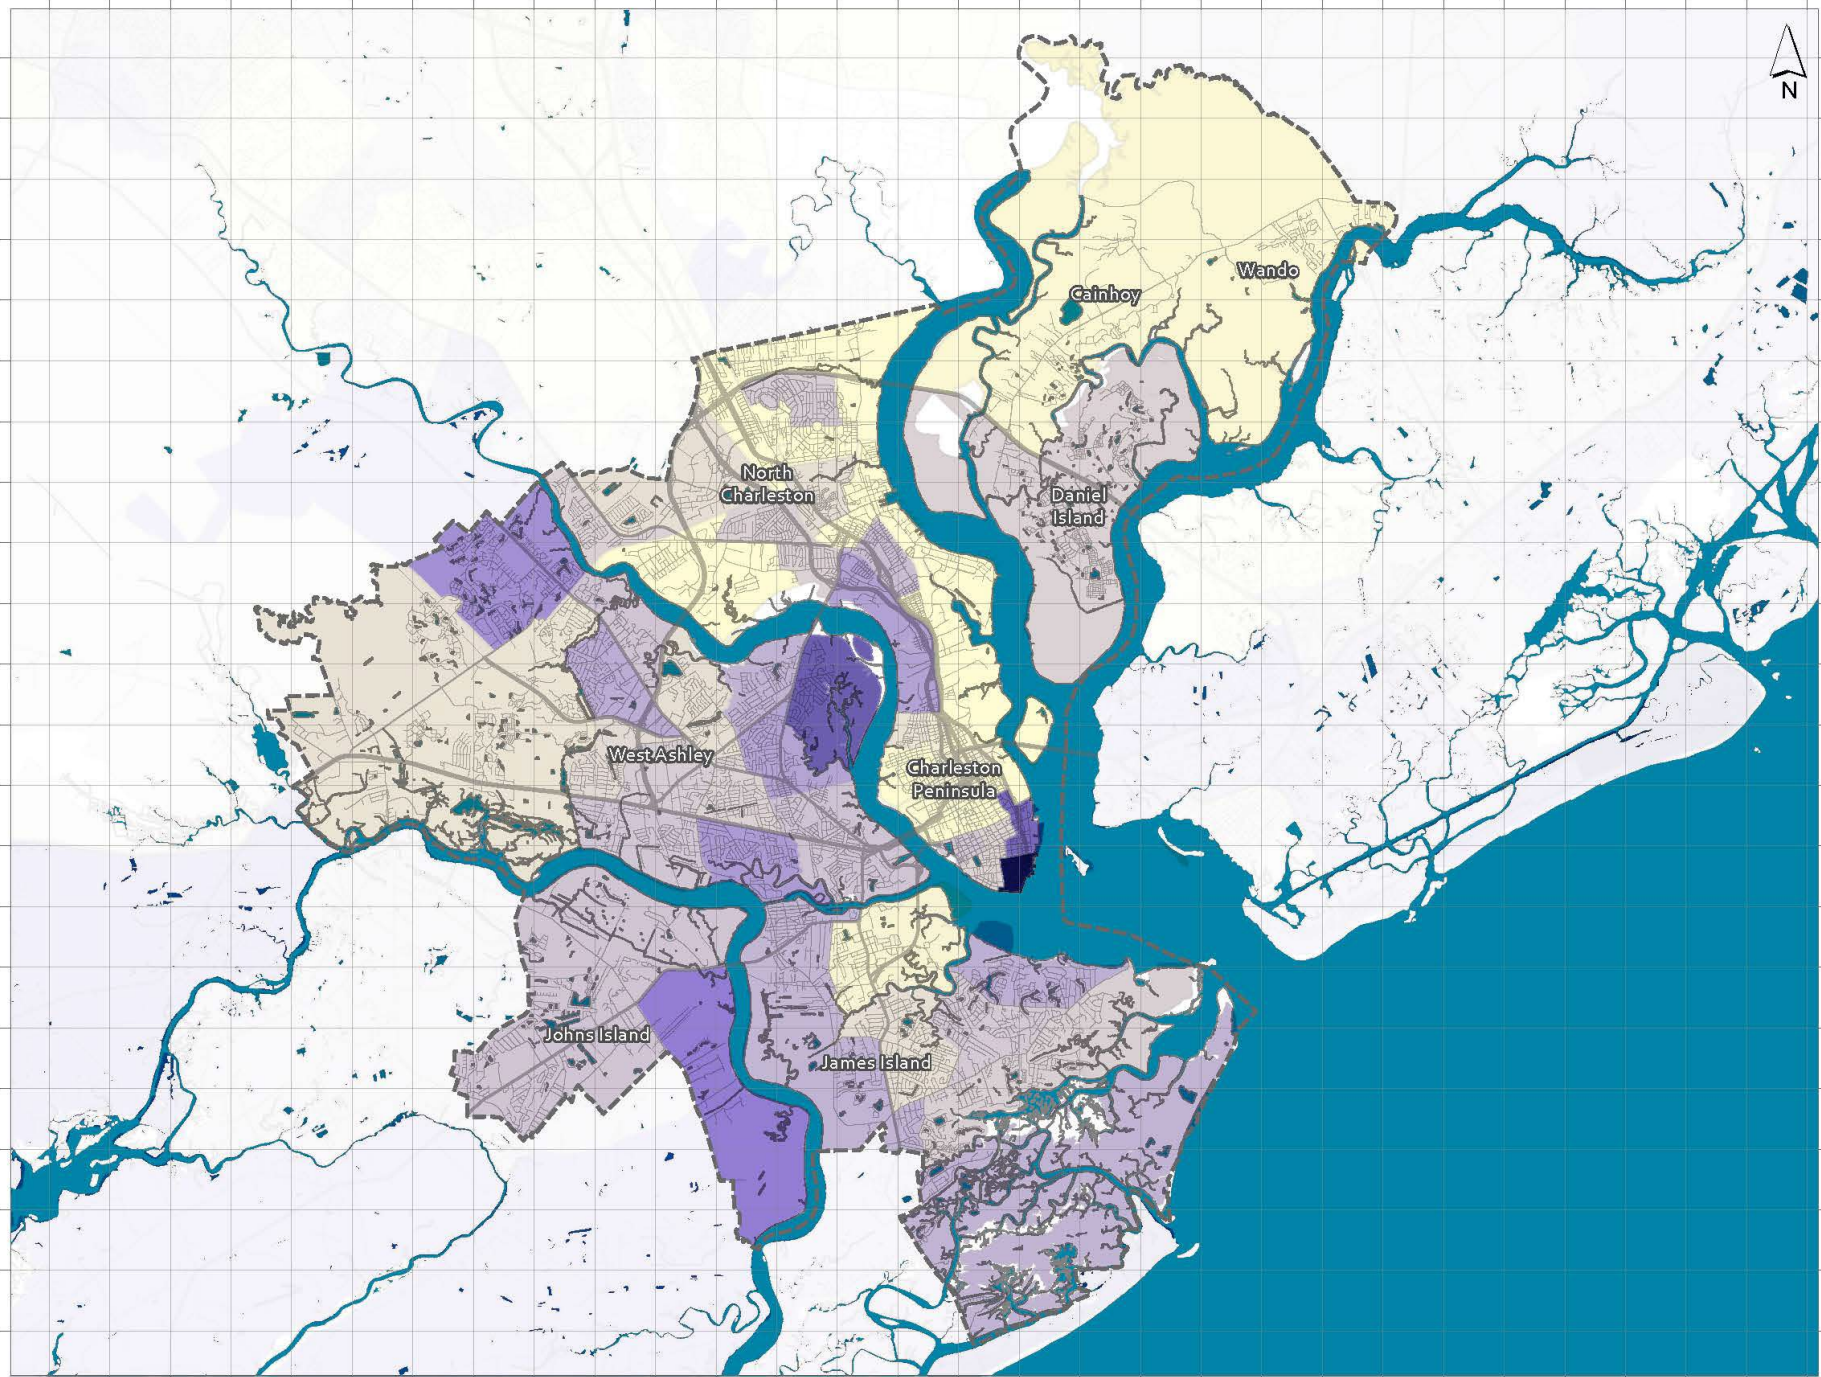 N
Wando
Cainhoy
North
Charleston
Daniel
Island
West Ashley
Charleston
Peninsula
Johns Island
James Island